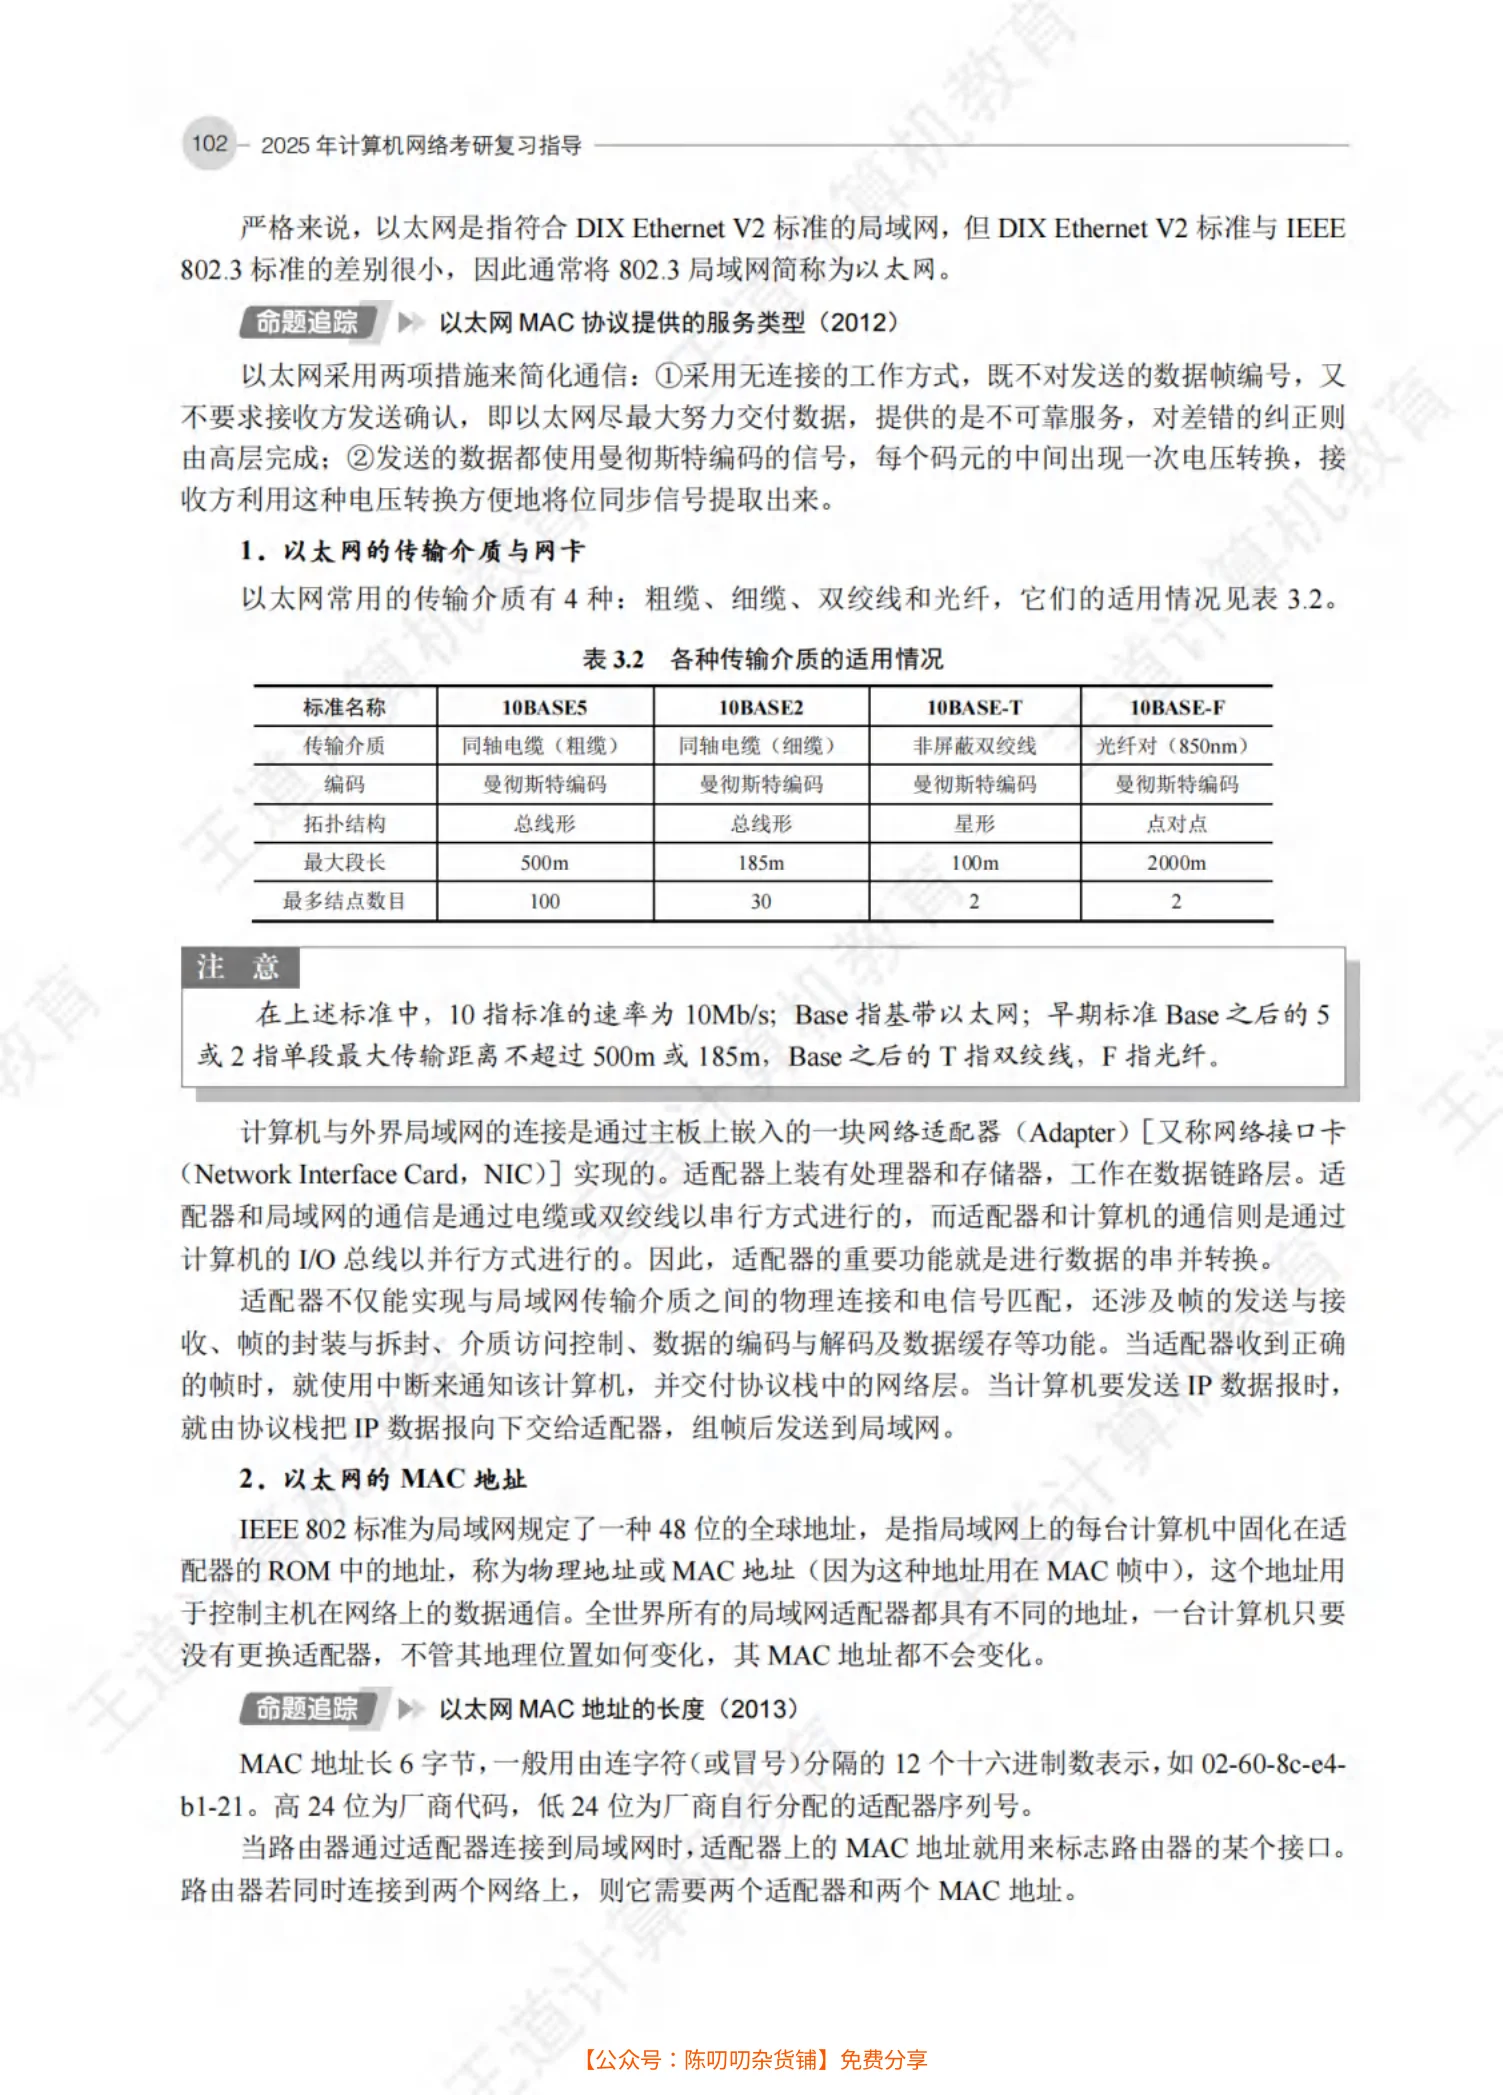 102 2025 年计算机网络考研复习指导
严格来说，以太网是指符合 DIX Ethernet V2 标准的局域网，但 DIX Ethernet V2 标准与 IEEE
802.3 标准的差别很小，因此通常将 802.3 局域网简称为以太网。
命题追踪 以太网 MAC 协议提供的服务类型（2012）
以太网采用两项措施来简化通信：①采用无连接的工作方式，既不对发送的数据帧编号，又
不要求接收方发送确认，即以太网尽最大努力交付数据，提供的是不可靠服务，对差错的纠正则
由高层完成；②发送的数据都使用曼彻斯特编码的信号，每个码元的中间出现一次电压转换，接
收方利用这种电压转换方便地将位同步信号提取出来。
1．以太网的传输介质与网卡
以太网常用的传输介质有 4 种：粗缆、细缆、双绞线和光纤，它们的适用情况见表 3.2。
表 3.2 各种传输介质的适用情况
标准名称 10BASE5 10BASE2 10BASE-T 10BASE-F
传输介质 同轴电缆（粗缆） 同轴电缆（细缆） 非屏蔽双绞线 光纤对（850nm）
编码 曼彻斯特编码 曼彻斯特编码 曼彻斯特编码 曼彻斯特编码
拓扑结构 总线形 总线形 星形 点对点
最大段长 500m 185m 100m 2000m
最多结点数目 100 30 2 2
注 意
在上述标准中，10 指标准的速率为 10Mb/s；Base 指基带以太网；早期标准 Base 之后的 5
或 2 指单段最大传输距离不超过 500m 或 185m，Base 之后的 T 指双绞线，F 指光纤。
计算机与外界局域网的连接是通过主板上嵌入的一块网络适配器（Adapter）［又称网络接口卡
（Network Interface Card，NIC）］实现的。适配器上装有处理器和存储器，工作在数据链路层。适
配器和局域网的通信是通过电缆或双绞线以串行方式进行的，而适配器和计算机的通信则是通过
计算机的 I/O 总线以并行方式进行的。因此，适配器的重要功能就是进行数据的串并转换。
适配器不仅能实现与局域网传输介质之间的物理连接和电信号匹配，还涉及帧的发送与接
收、帧的封装与拆封、介质访问控制、数据的编码与解码及数据缓存等功能。当适配器收到正确
的帧时，就使用中断来通知该计算机，并交付协议栈中的网络层。当计算机要发送 IP 数据报时，
就由协议栈把 IP 数据报向下交给适配器，组帧后发送到局域网。
2．以太网的 MAC 地址
IEEE 802 标准为局域网规定了一种 48 位的全球地址，是指局域网上的每台计算机中固化在适
配器的 ROM 中的地址，称为物理地址或 MAC 地址（因为这种地址用在 MAC 帧中），这个地址用
于控制主机在网络上的数据通信。全世界所有的局域网适配器都具有不同的地址，一台计算机只要
没有更换适配器，不管其地理位置如何变化，其 MAC 地址都不会变化。
命题追踪 以太网 MAC 地址的长度（2013）
MAC 地址长 6 字节，一般用由连字符（或冒号）分隔的 12 个十六进制数表示，如 02-60-8c-e4-
b1-21。高 24 位为厂商代码，低 24 位为厂商自行分配的适配器序列号。
当路由器通过适配器连接到局域网时，适配器上的 MAC 地址就用来标志路由器的某个接口。
路由器若同时连接到两个网络上，则它需要两个适配器和两个 MAC 地址。
王道计算机教育
【公众号：陈叨叨杂货铺】免费分享